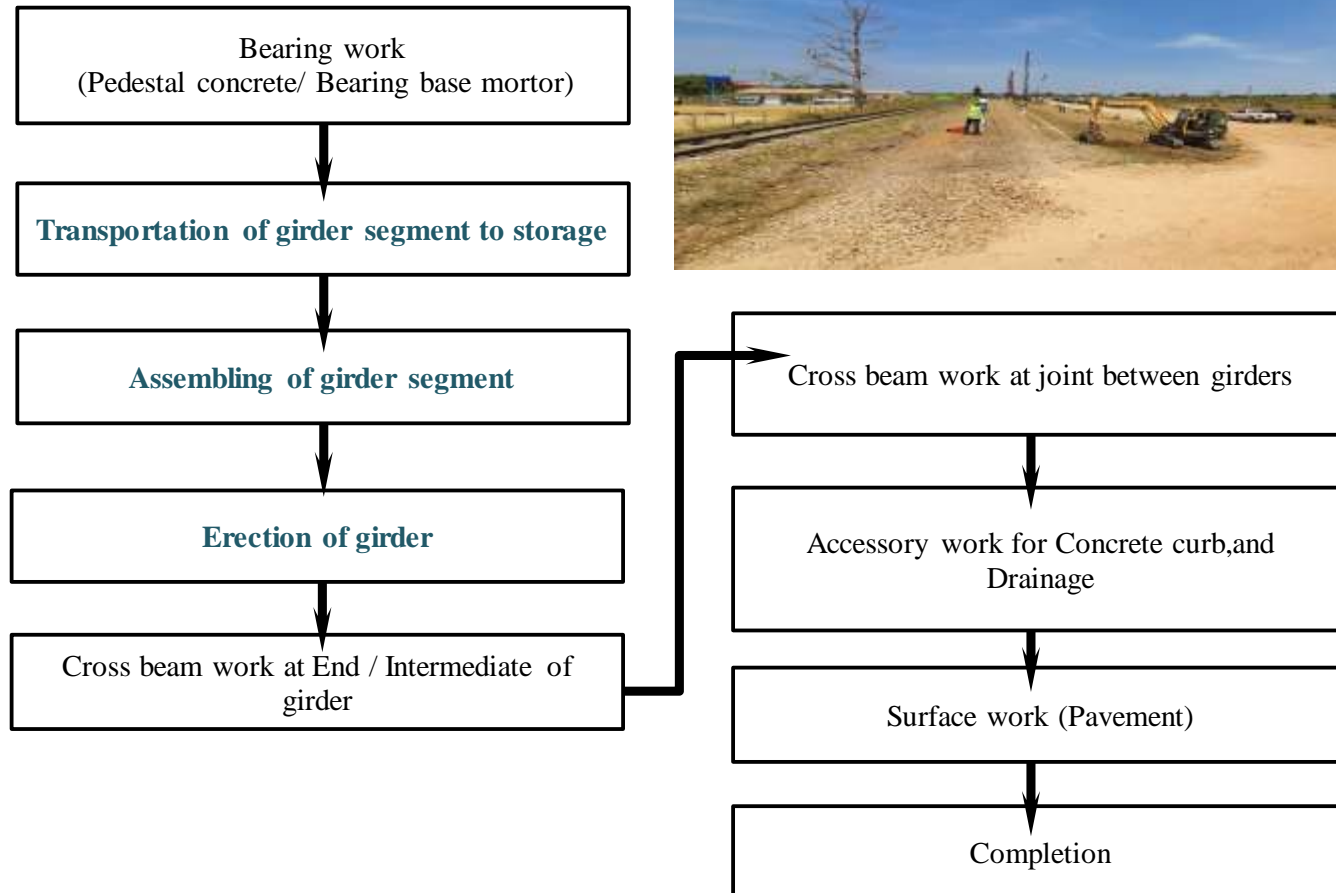 Bearing work
(Pedestal concrete/ Bearing base mortor)
Transportation of girder segment to storage
Assembling of girder segment
Erection of girder
Cross beam work at End / Intermediate of
girder
Cross beam work at joint between girders
Accessory work for Concrete curb,and
Drainage
Surface work (Pavement)
Completion